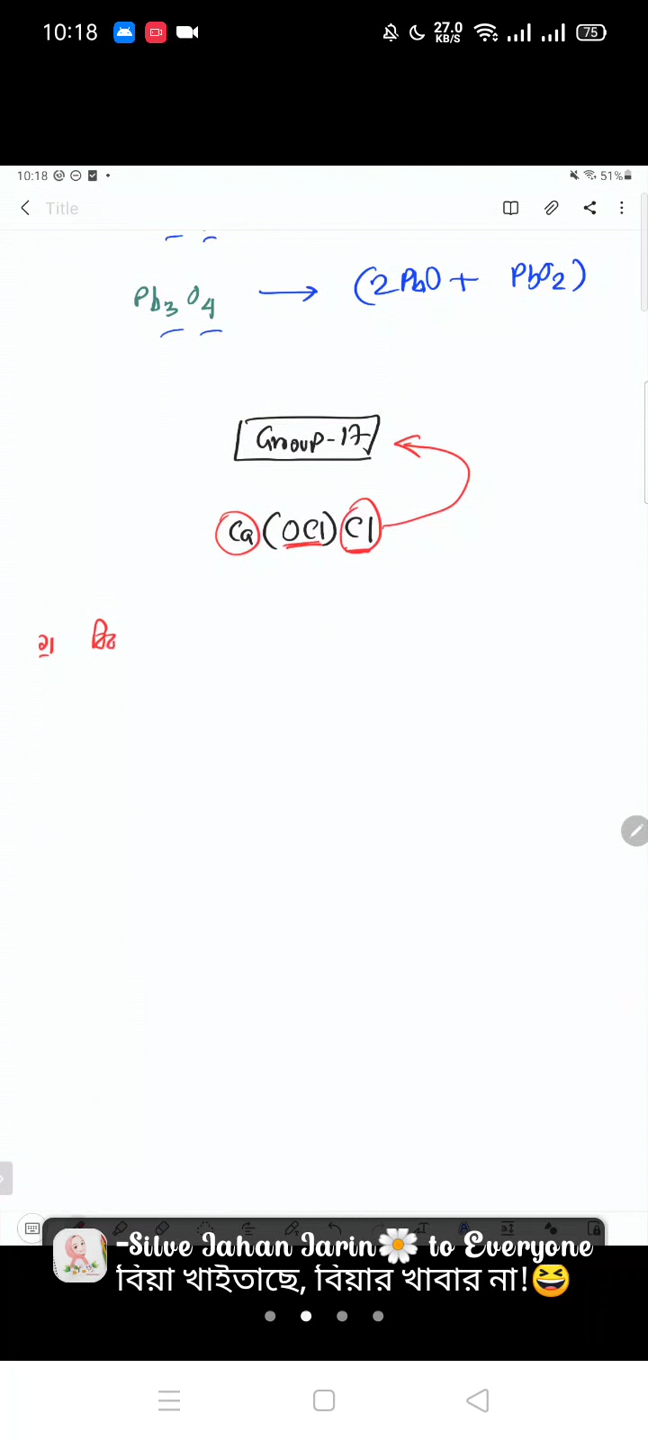 10:18 27.0 KB/S 75
10:18 51%
Title
Pb3O4 → (2PbO + PbO2)
Group-17
Ca(OCl)Cl
-Silve Jahan Jarin🌼 to Everyone
বিয়া খাইতাছে, বিয়ার খাবার না!😆